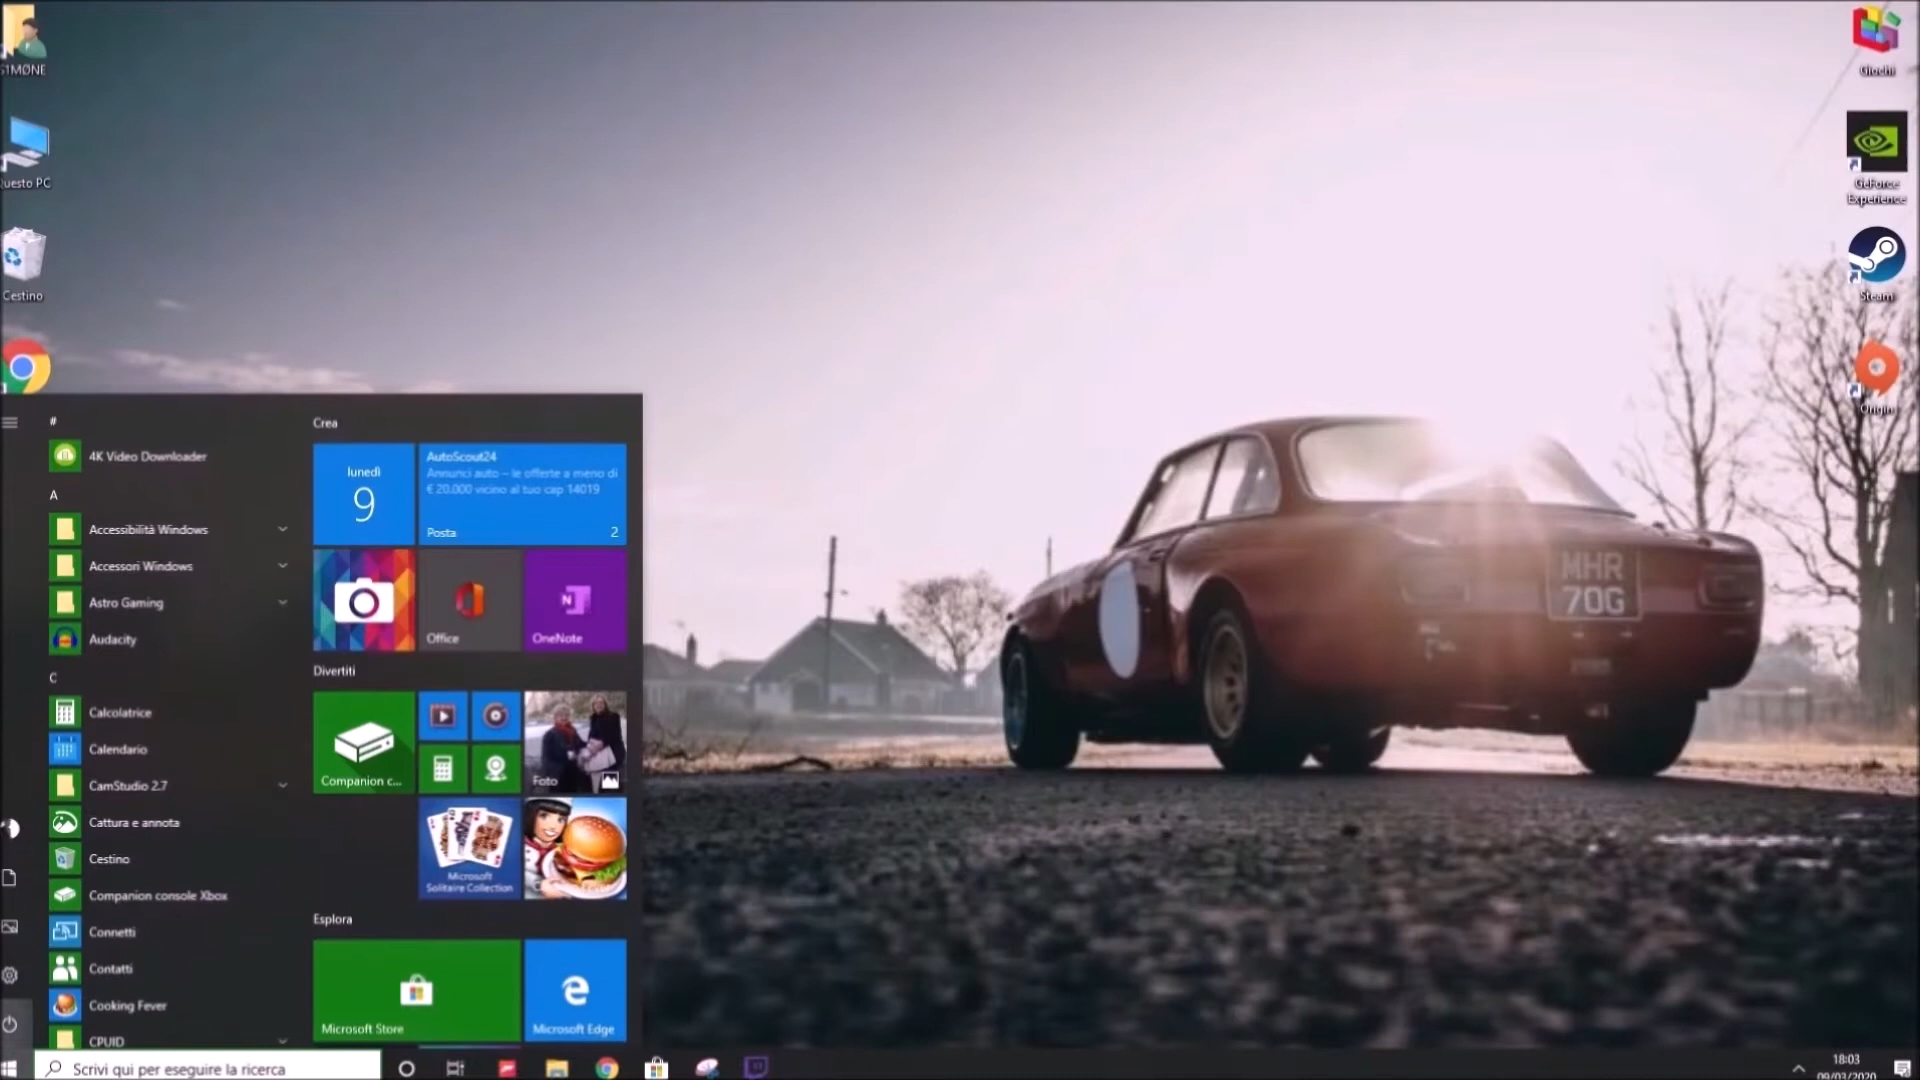 S1MØNE
Questo PC
Cestino
Giochi
GeForce
Experience
Steam
Origin
#
4K Video Downloader
A
Accessibilità Windows
Accessori Windows
Astro Gaming
Audacity
C
Calcolatrice
Calendario
CamStudio 2.7
Cattura e annota
Cestino
Companion console Xbox
Connetti
Contatti
Cooking Fever
CPUID
Crea
lunedì
9
AutoScout24
Annunci auto – le offerte a meno di
€ 20.000 vicino al tuo cap 14019
Posta
2
Office
N
OneNote
Divertiti
Companion c...
Foto
Microsoft
Solitaire Collection
Esplora
Microsoft Store
Microsoft Edge
MHR
70G
Scrivi qui per eseguire la ricerca
18:03
09/03/2020